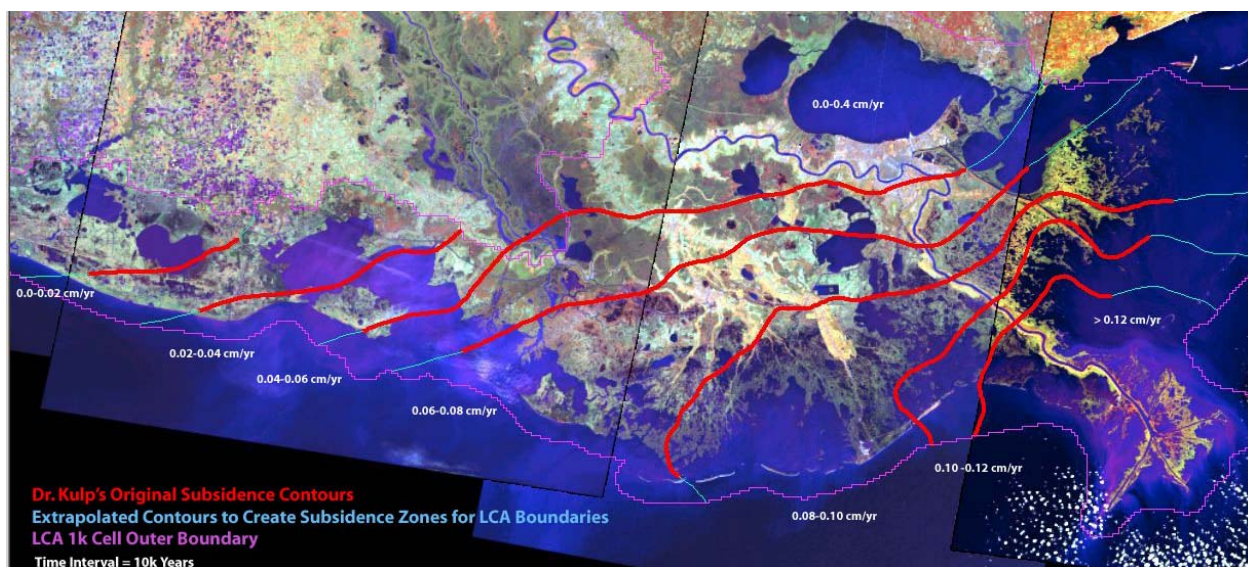 0.0-0.4 cm/yr
0.0-0.02 cm/yr
> 0.12 cm/yr
0.02-0.04 cm/yr
0.04-0.06 cm/yr
0.06-0.08 cm/yr
0.10 -0.12 cm/yr
0.08-0.10 cm/yr
Dr. Kulp's Original Subsidence Contours
Extrapolated Contours to Create Subsidence Zones for LCA Boundaries
LCA 1k Cell Outer Boundary
Time Interval = 10k Years